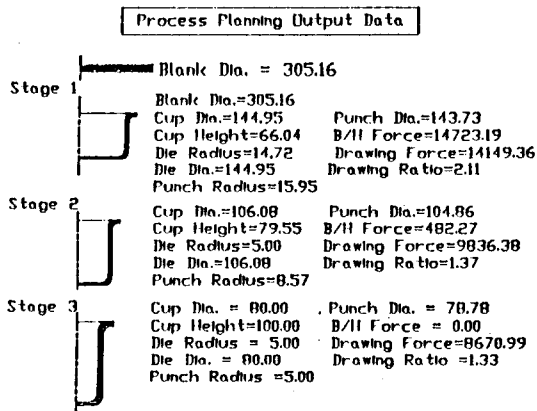 Process Planning Output Data
Blank Dia. = 305.16
Stage 1
Blank Dia.=305.16
Cup Dia.=144.95 Punch Dia.=143.73
Cup Height=66.04 B/H Force=14723.19
Die Radius=14.72 Drawing Force=14149.36
Die Dia.=144.95 Drawing Ratio=2.11
Punch Radius=15.95
Stage 2
Cup Dia.=106.08 Punch Dia.=104.86
Cup Height=79.55 B/H Force=482.27
Die Radius=5.00 Drawing Force=9836.38
Die Dia.=106.08 Drawing Ratio=1.37
Punch Radius=8.57
Stage 3
Cup Dia. = 80.00 Punch Dia. = 78.78
Cup Height=100.00 B/H Force = 0.00
Die Radius = 5.00 Drawing Force=8670.99
Die Dia. = 80.00 Drawing Ratio =1.33
Punch Radius =5.00